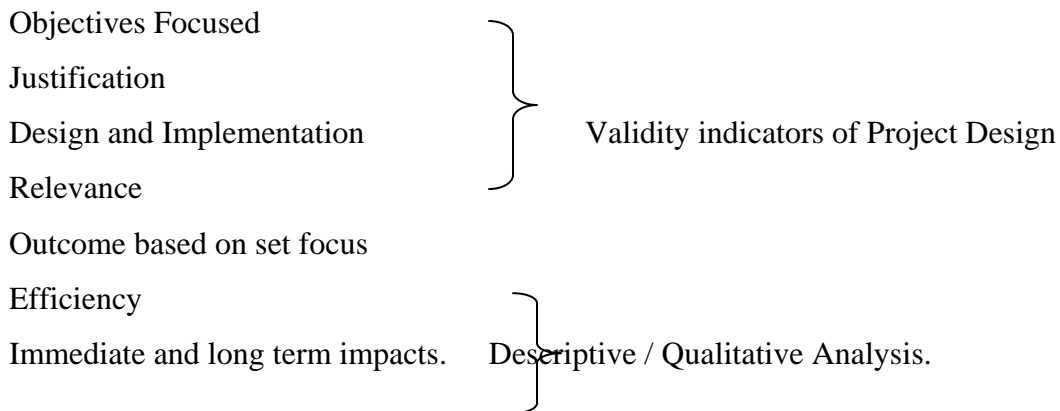 Objectives Focused
Justification
Design and Implementation Validity indicators of Project Design
Relevance
Outcome based on set focus
Efficiency
Immediate and long term impacts. Descriptive / Qualitative Analysis.